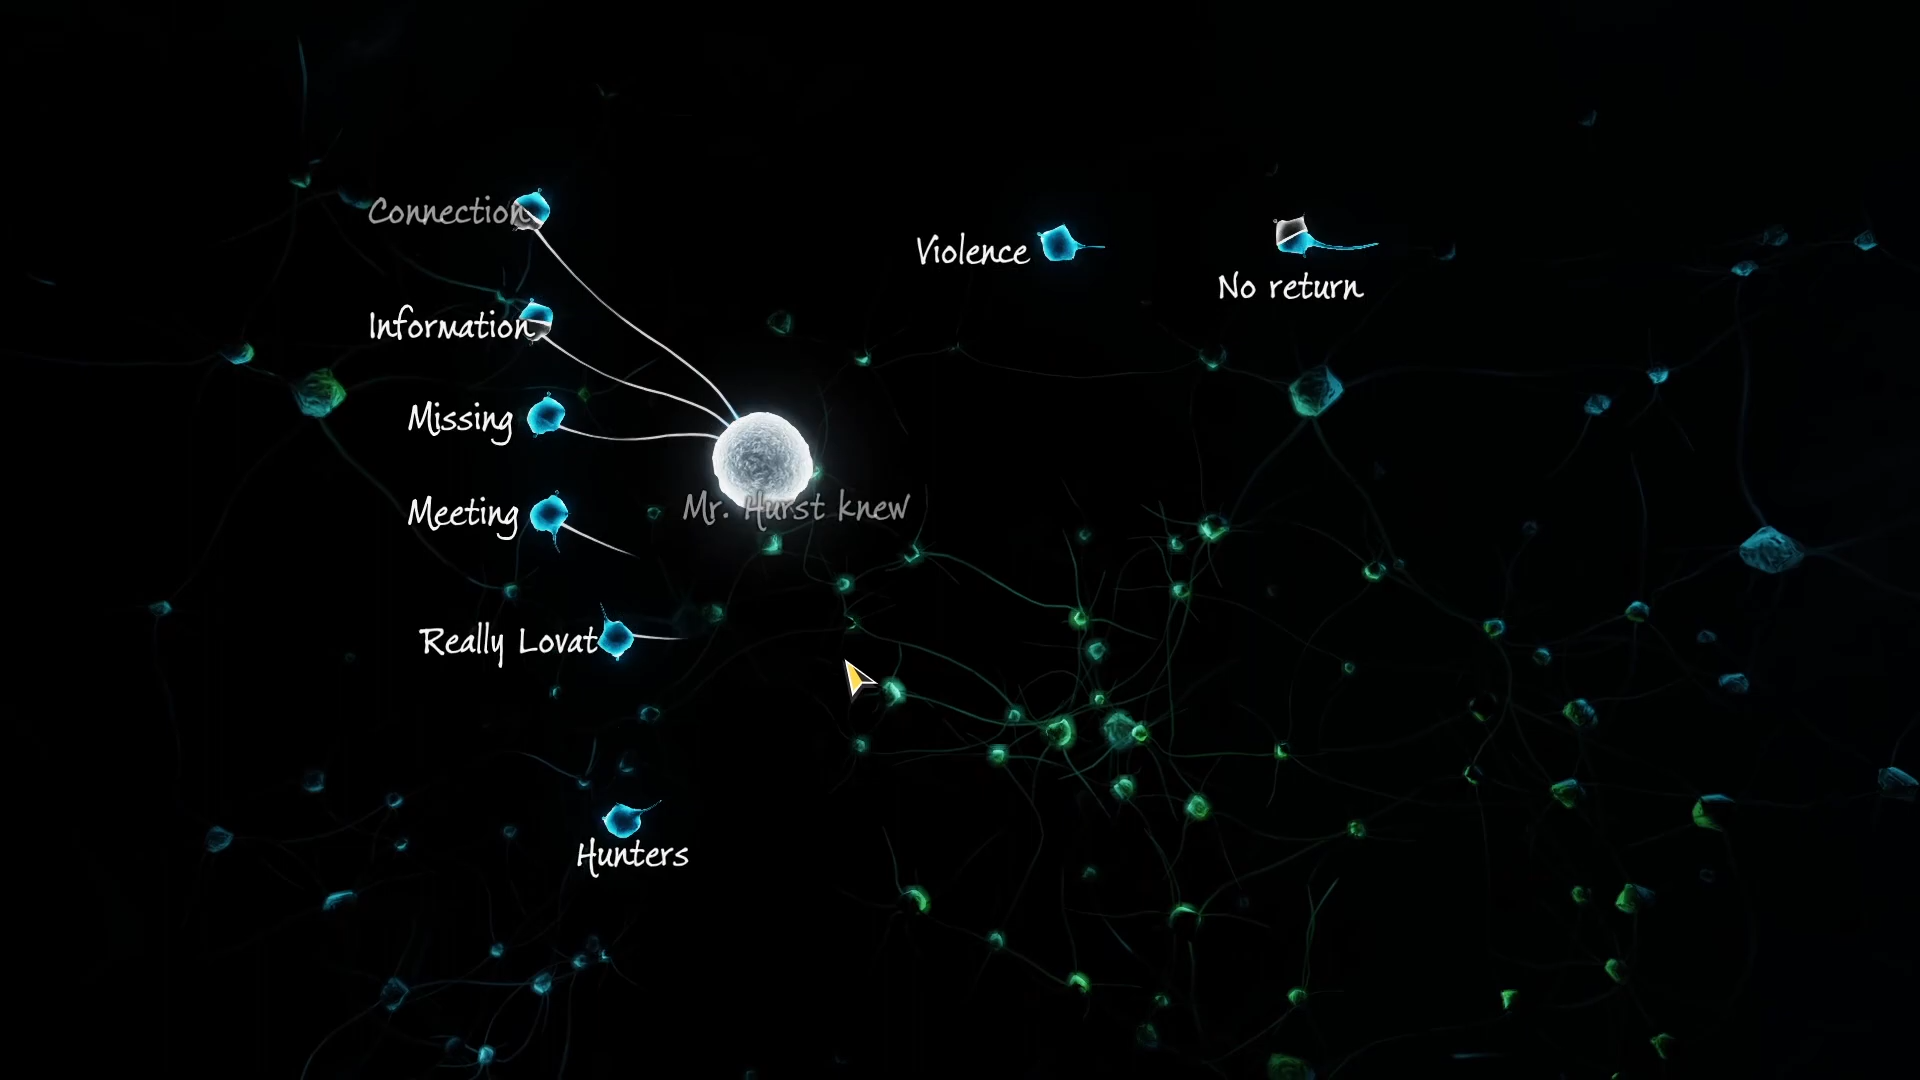 Connection
Violence
No return
Information
Missing
Meeting
Mr. Hurst knew
Really Lovat
Hunters